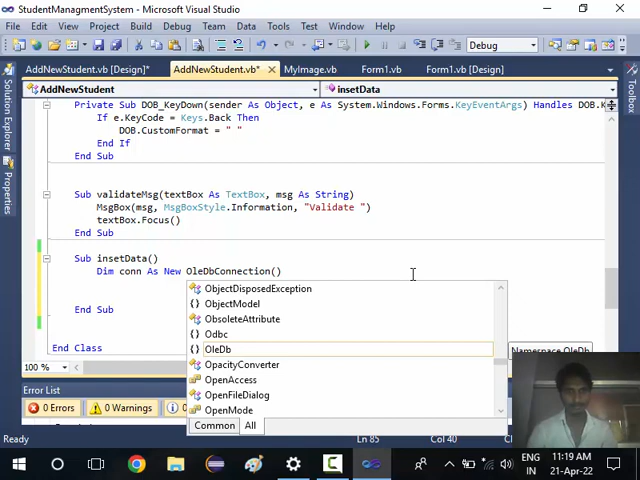 StudentManagmentSystem - Microsoft Visual Studio
File Edit View Project Build Debug Team Data Tools Test Window Help
Debug
AddNewStudent.vb [Design]* AddNewStudent.vb* MyImage.vb Form1.vb Form1.vb [Design]
AddNewStudent insetData
Private Sub DOB_KeyDown(sender As Object, e As System.Windows.Forms.KeyEventArgs) Handles DOB.K
If e.KeyCode = Keys.Back Then
DOB.CustomFormat = " "
End If
End Sub
Sub validateMsg(textBox As TextBox, msg As String)
MsgBox(msg, MsgBoxStyle.Information, "Validate ")
textBox.Focus()
End Sub
Sub insetData()
Dim conn As New OleDbConnection()
End Sub
End Class
ObjectDisposedException
ObjectModel
ObsoleteAttribute
Odbc
OleDb
OpacityConverter
OpenAccess
OpenFileDialog
OpenMode
Common All
Namespace OleDb
100 %
Error List
0 Errors 0 Warnings
Ready Ln 85 Col 40
Solution Explorer
Properties
Toolbox
ENG
IN
11:19 AM
21-Apr-22